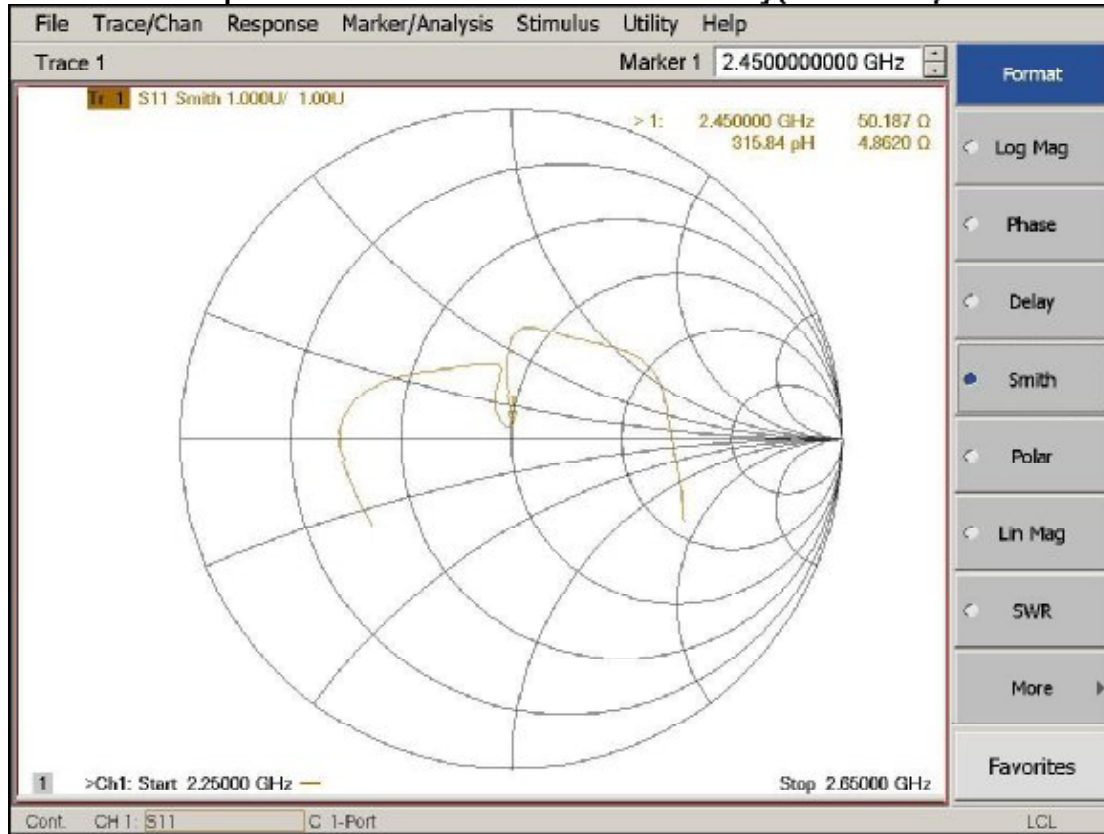 File Trace/Chan Response Marker/Analysis Stimulus Utility Help
Trace 1 Marker 1 2.4500000000 GHz
Format
Tr 1 S11 Smith 1.000U/ 1.00U
> 1: 2.450000 GHz 50.187 Ω
315.84 pH 4.8620 Ω
Log Mag
Phase
Delay
Smith
Polar
Lin Mag
SWR
More
Favorites
1 >Ch1: Start 2.25000 GHz — Stop 2.65000 GHz
Cont. CH 1: S11 C 1-Port LCL